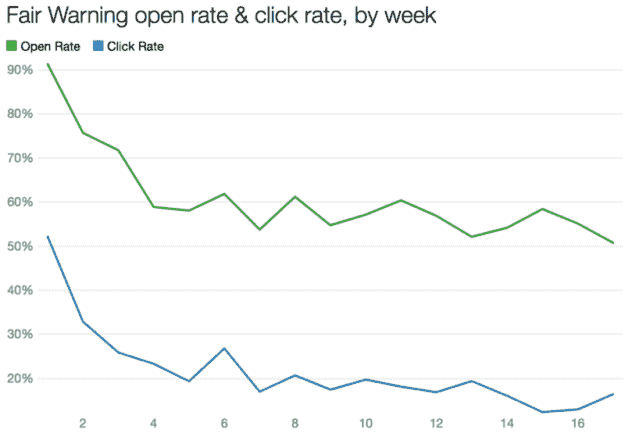 Fair Warning open rate & click rate, by week
Open Rate Click Rate
90%
80%
70%
60%
50%
40%
30%
20%
2 4 6 8 10 12 14 16